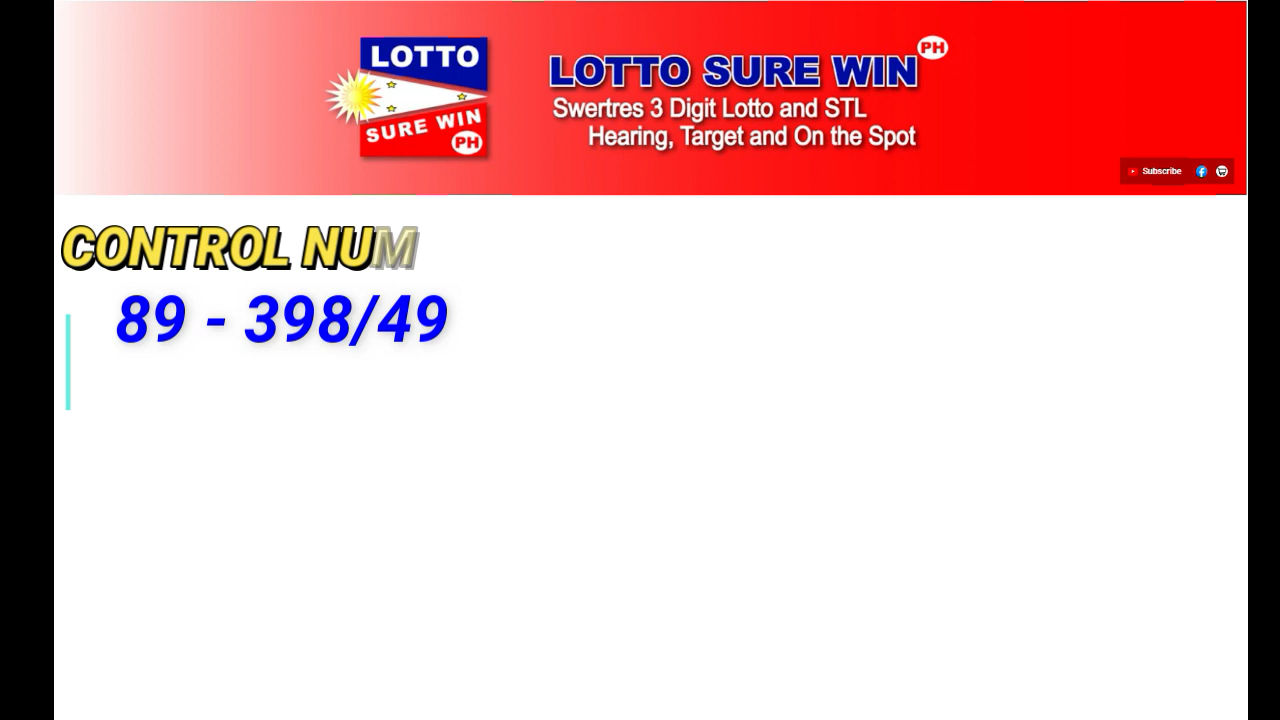 LOTTO
SURE WIN
PH
LOTTO SURE WIN PH
Swertres 3 Digit Lotto and STL
Hearing, Target and On the Spot
Subscribe
CONTROL NUM
89 - 398/49